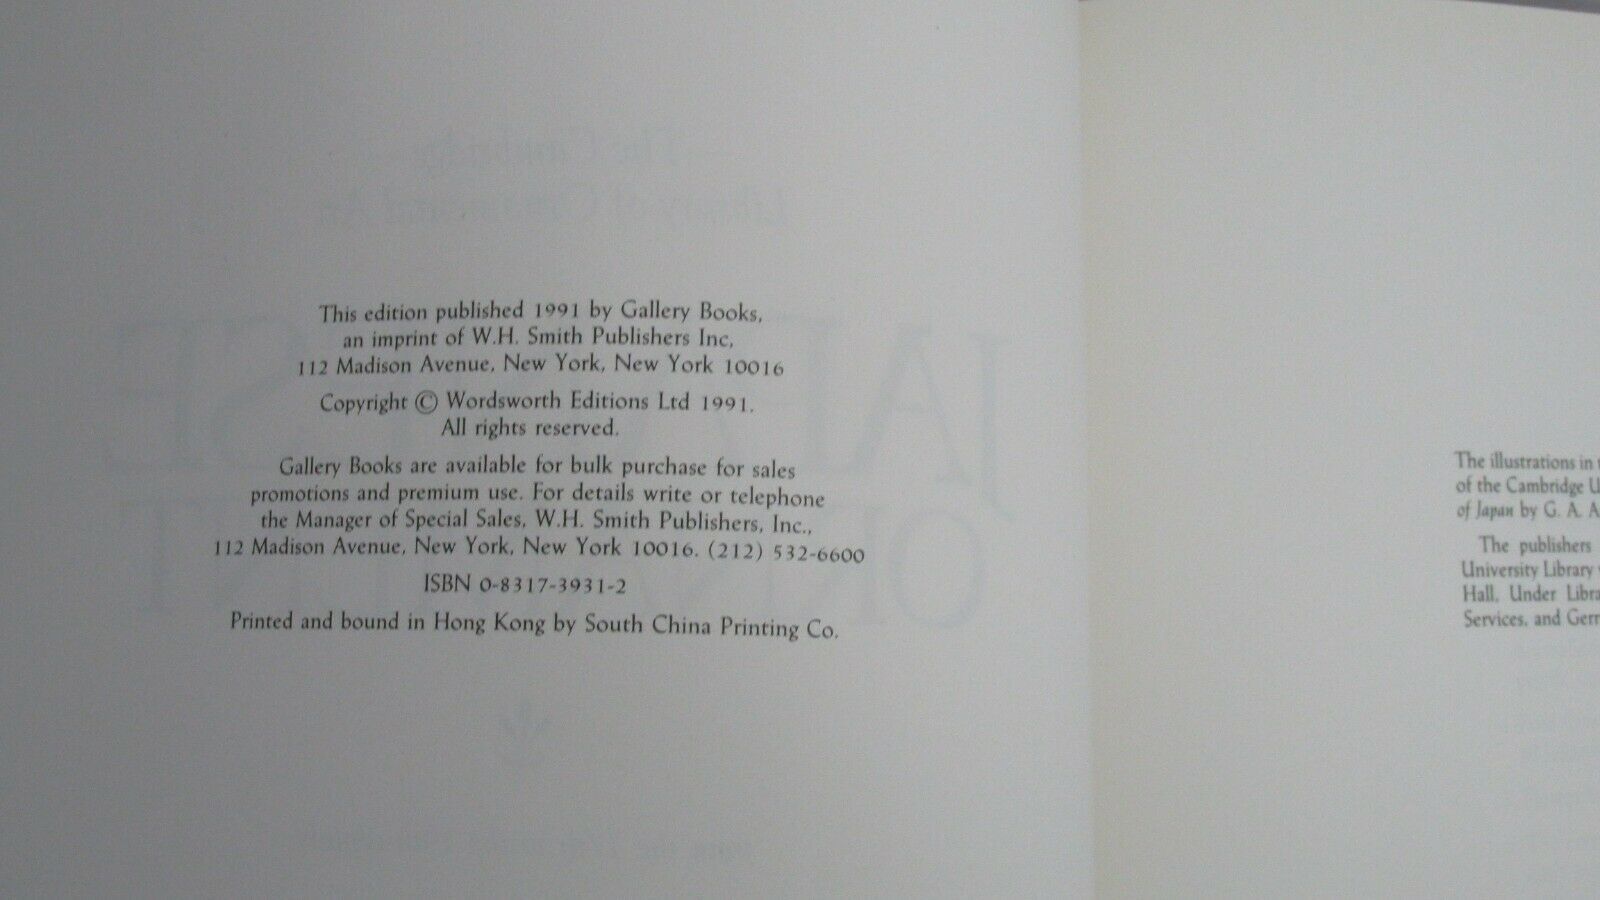 This edition published 1991 by Gallery Books,
an imprint of W.H. Smith Publishers Inc,
112 Madison Avenue, New York, New York 10016
Copyright © Wordsworth Editions Ltd 1991.
All rights reserved.
Gallery Books are available for bulk purchase for sales
promotions and premium use. For details write or telephone
the Manager of Special Sales, W.H. Smith Publishers, Inc.,
112 Madison Avenue, New York, New York 10016. (212) 532-6600
ISBN 0-8317-3931-2
Printed and bound in Hong Kong by South China Printing Co.
The illustrations in
of the Cambridge U
of Japan by G. A. A
The publishers
University Library
Hall, Under Libra
Services, and Gerr